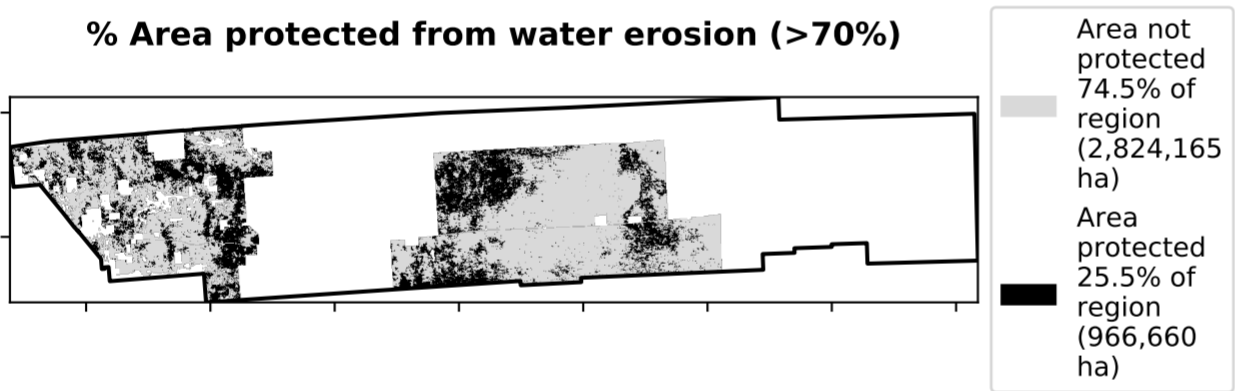 % Area protected from water erosion (>70%)
Area not
protected
74.5% of
region
(2,824,165
ha)
Area
protected
25.5% of
region
(966,660
ha)